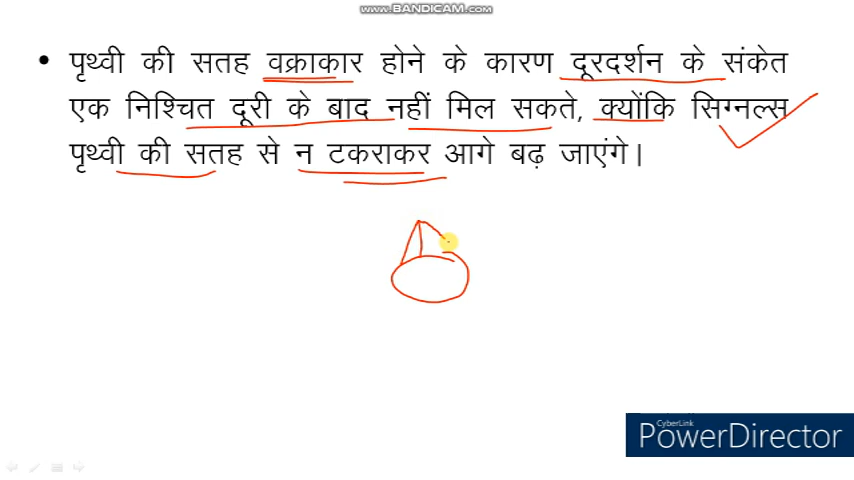 www.BANDICAM.com
• पृथ्वी की सतह वक्राकार होने के कारण दूरदर्शन के संकेत
एक निश्चित दूरी के बाद नहीं मिल सकते, क्योंकि सिग्नल्स
पृथ्वी की सतह से न टकराकर आगे बढ़ जाएंगे।
CyberLink
PowerDirector